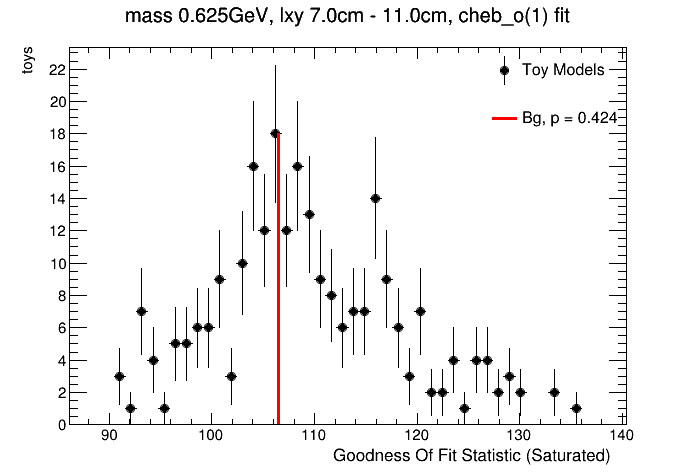 mass 0.625GeV, lxy 7.0cm - 11.0cm, cheb_o(1) fit
toys
Toy Models
Bg, p = 0.424
22
20
18
16
14
12
10
8
6
4
2
0
90 100 110 120 130 140
Goodness Of Fit Statistic (Saturated)